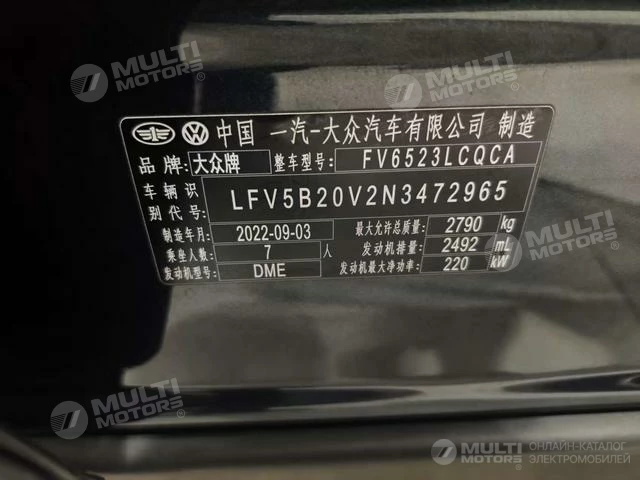 MULTI
MOTORS
MULTI
MOTORS
中国 一汽-大众汽车有限公司 制造
品 牌: 大众牌 整车型号: FV6523LCQCA
车 辆 识
别 代 号: LFV5B20V2N3472965
制造年月: 2022-09-03 最大允许总质量: 2790 kg
乘坐人数: 7 人 发动机排量: 2492 mL
发动机型号: DME 发动机最大净功率: 220 kW
MULTI
MOTORS
MULTI
MOTORS
MULTI
MOTORS
ОНЛАЙН-КАТАЛОГ
ЭЛЕКТРОМОБИЛЕЙ